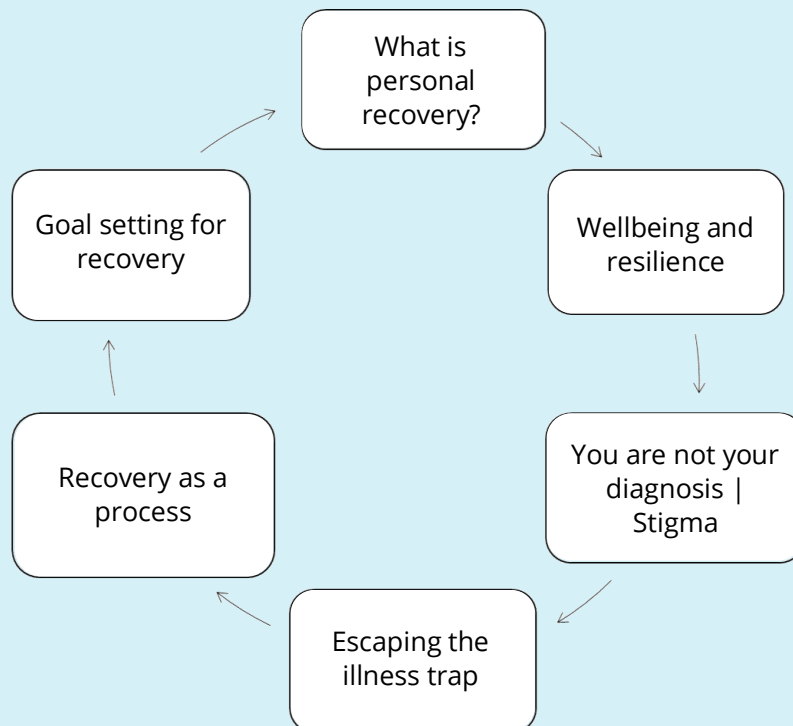 What is
personal
recovery?
Wellbeing and
resilience
You are not your
diagnosis |
Stigma
Escaping the
illness trap
Recovery as a
process
Goal setting for
recovery